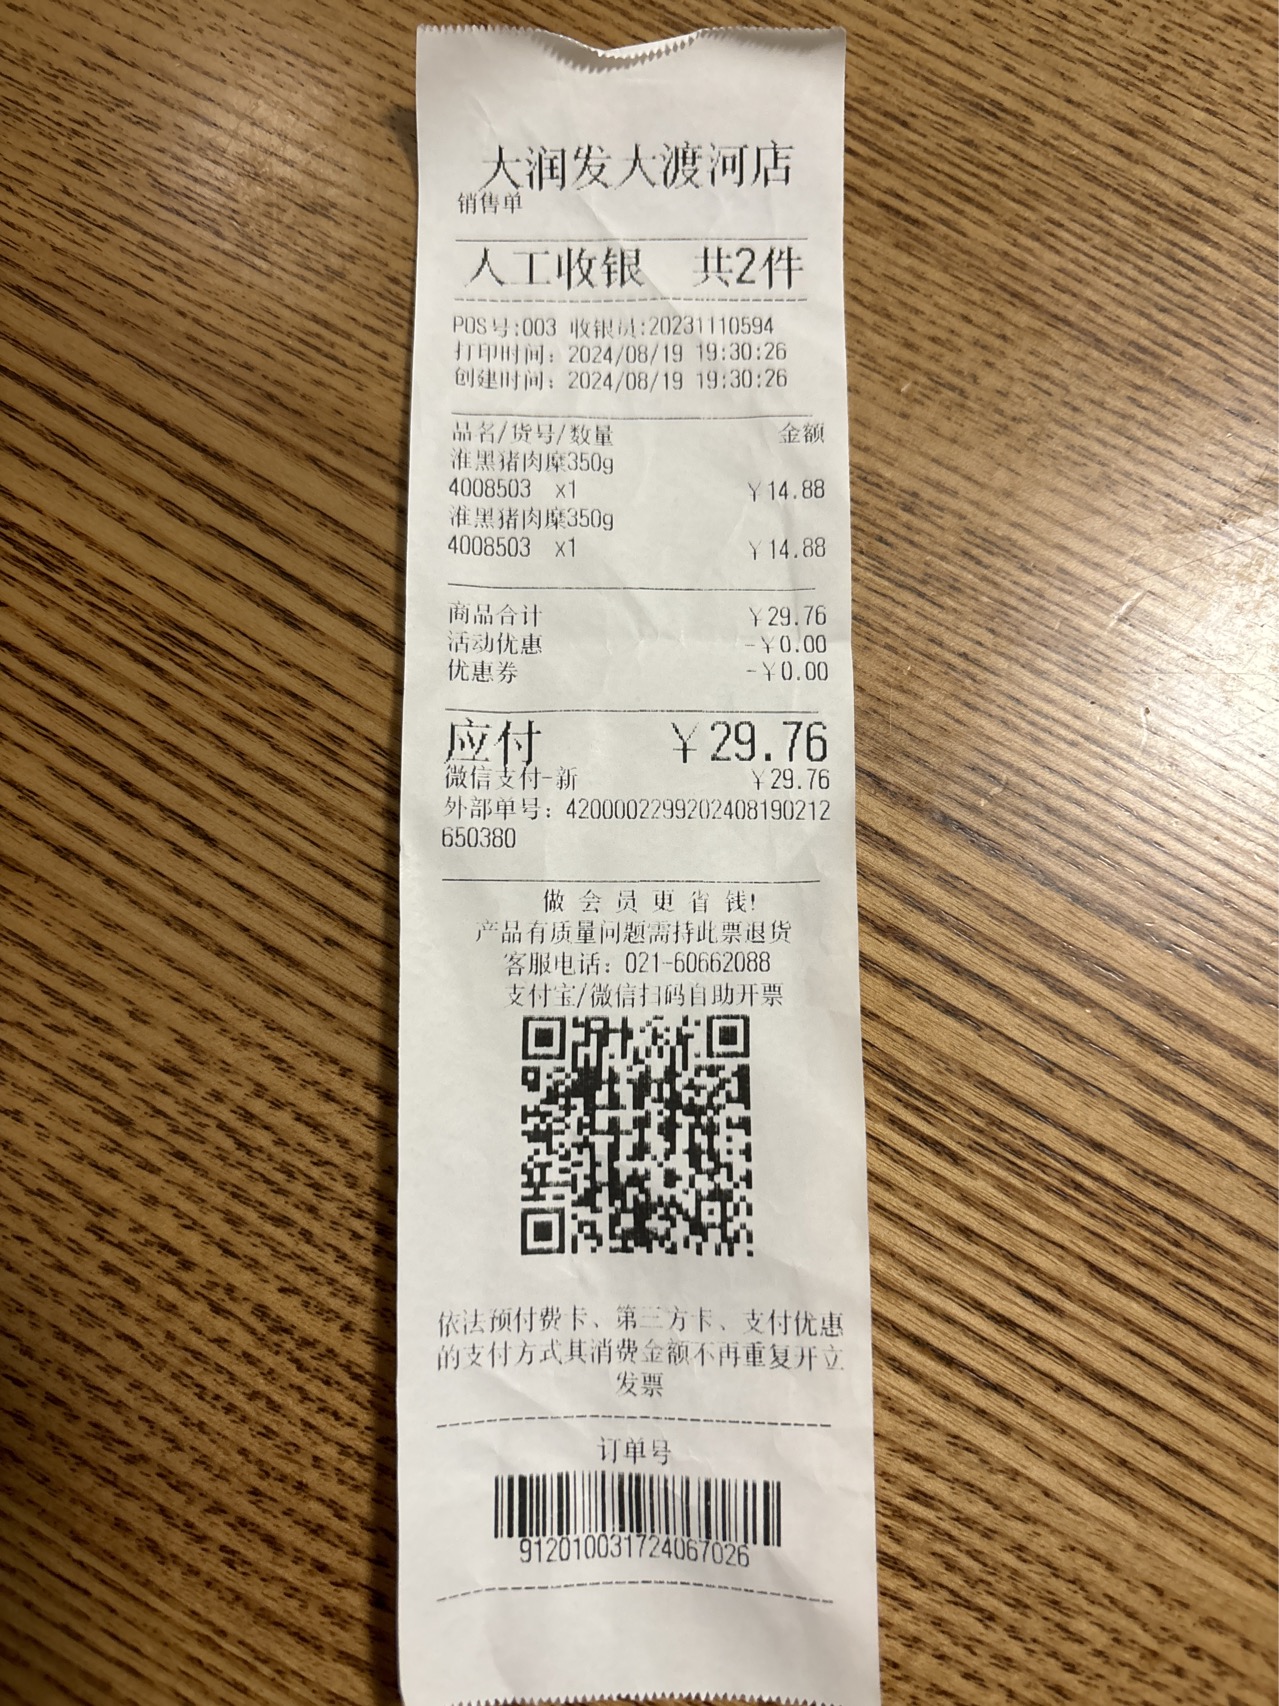 大润发大渡河店
销售单
人工收银 共2件
POS号:003 收银员:20231110594
打印时间: 2024/08/19 19:30:26
创建时间: 2024/08/19 19:30:26
品名/货号/数量 金额
淮黑猪肉糜350g
4008503 x1 ￥14.88
淮黑猪肉糜350g
4008503 x1 ￥14.88
商品合计 ￥29.76
活动优惠 -￥0.00
优惠券 -￥0.00
应付 ￥29.76
微信支付-新 ￥29.76
外部单号: 4200002299202408190212
650380
做会员更省钱!
产品有质量问题需持此票退货
客服电话: 021-60662088
支付宝/微信扫码自助开票
依法预付费卡、第三方卡、支付优惠
的支付方式其消费金额不再重复开立
发票
订单号
912010031724067026